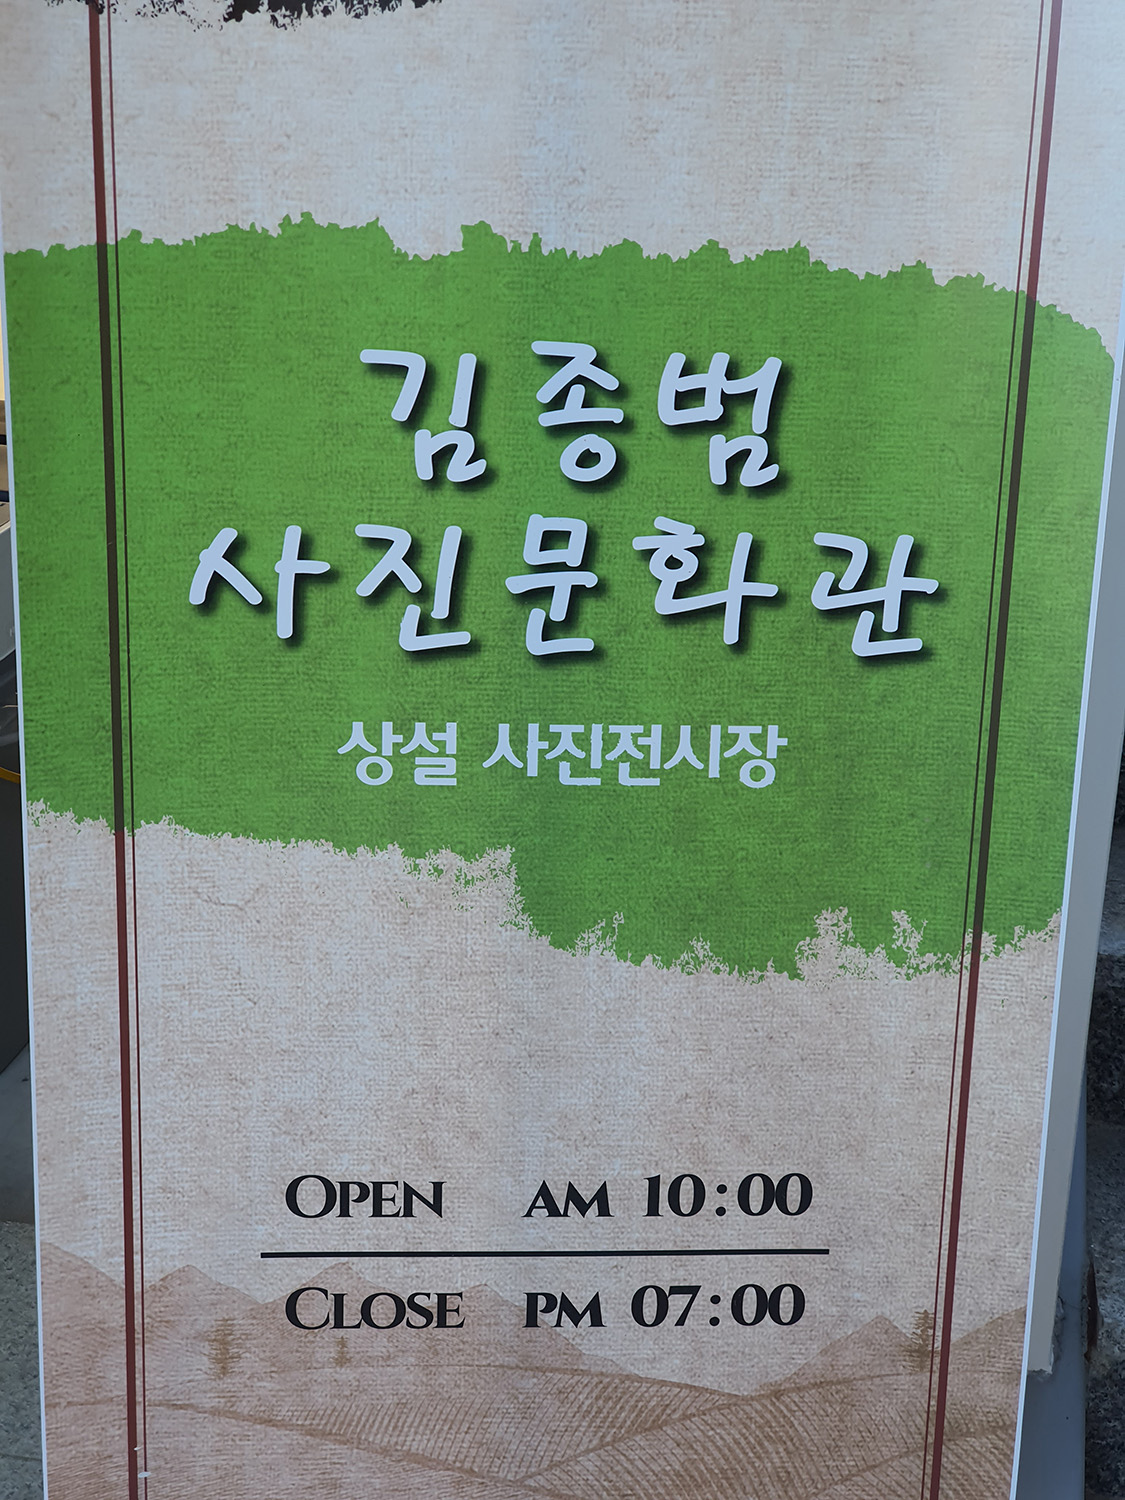 김종범
사진문화관
상설 사진전시장
OPEN AM 10:00
CLOSE PM 07:00